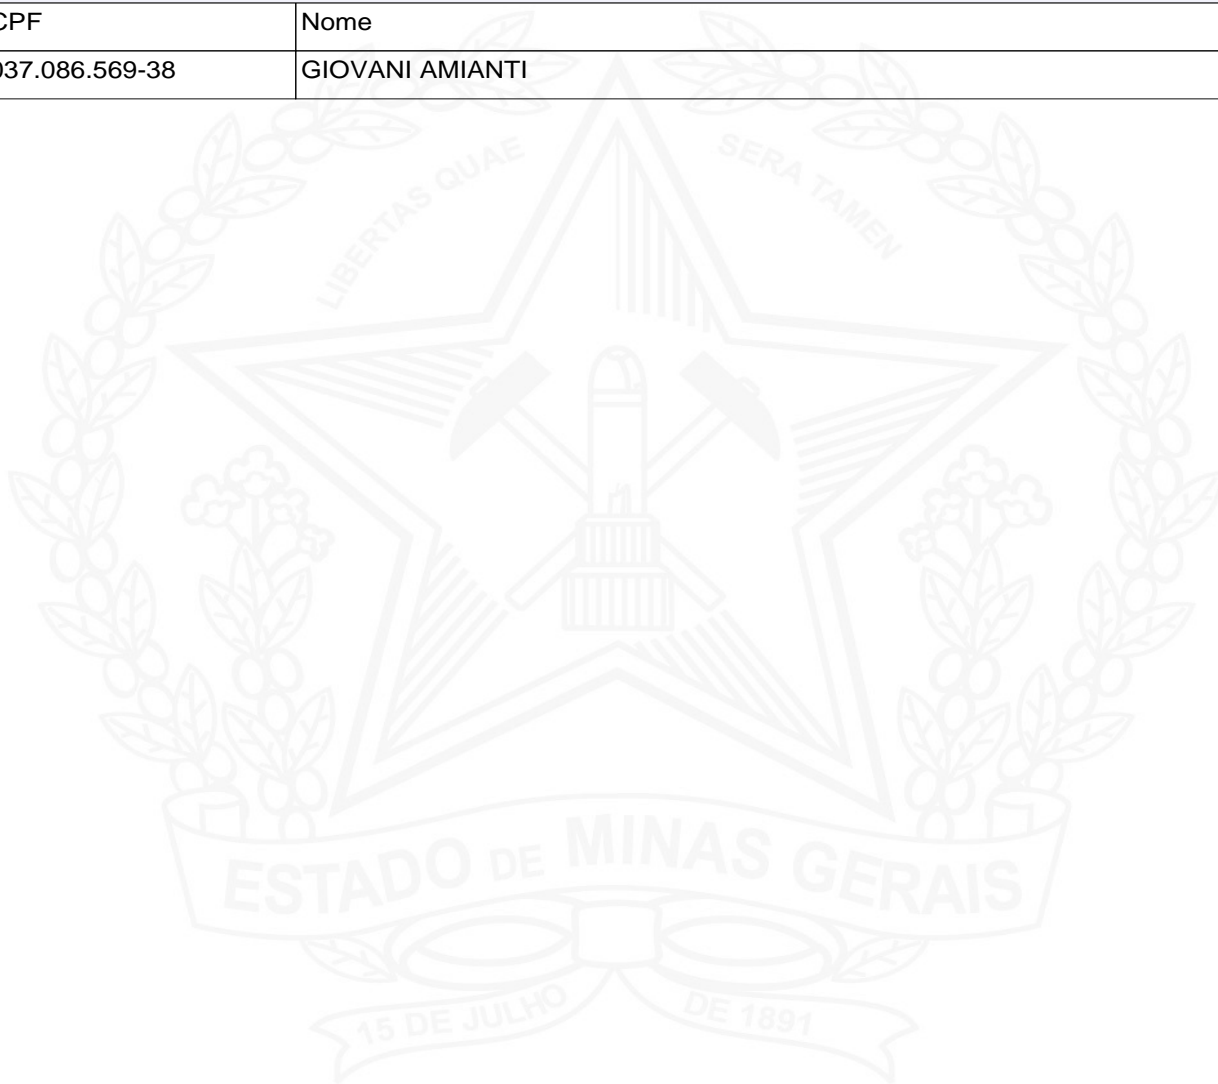 CPF Nome
037.086.569-38 GIOVANI AMIANTI
LIBERTAS QUAE SERA TAMEN
ESTADO DE MINAS GERAIS
15 DE JULHO DE 1891